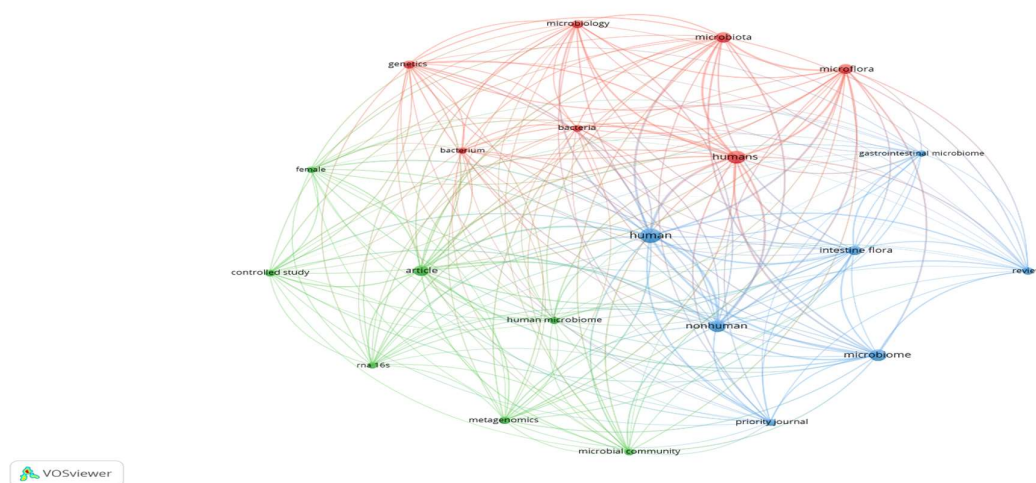 microbiology
microbiota
genetics
microflora
bacteria
bacterium
humans
gastrointestinal microbiome
female
human
intestine flora
controlled study
article
review
human microbiome
nonhuman
microbiome
rna 16s
metagenomics
priority journal
microbial community
VOSviewer